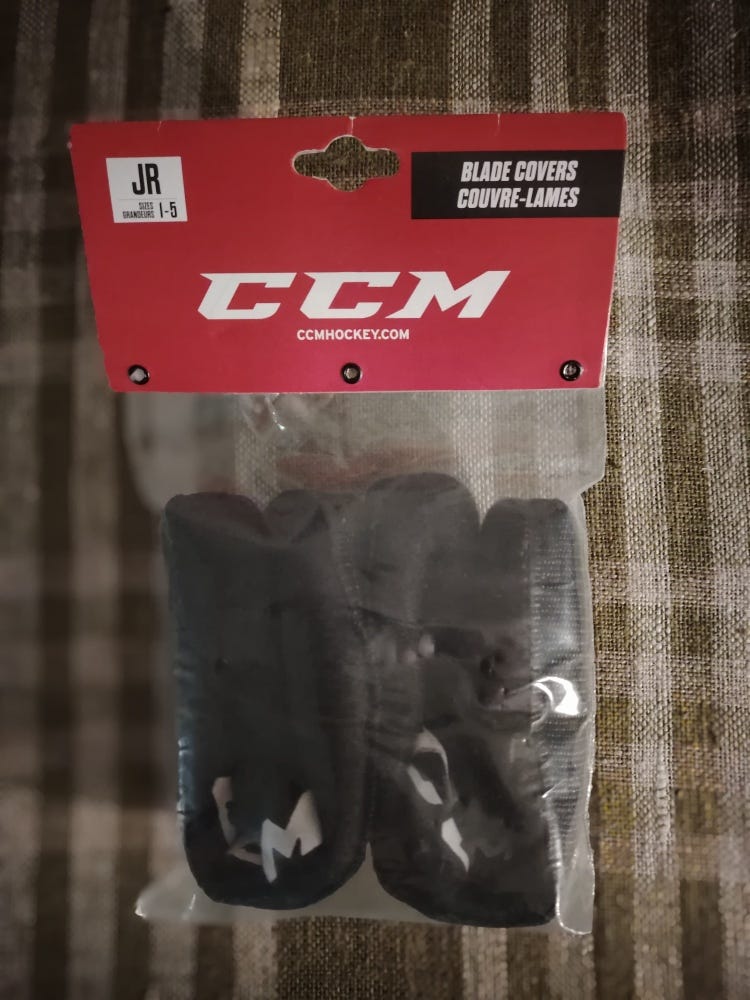 JR
SIZES
GRANDEURS 1-5
BLADE COVERS
COUVRE-LAMES
CCM
CCMHOCKEY.COM